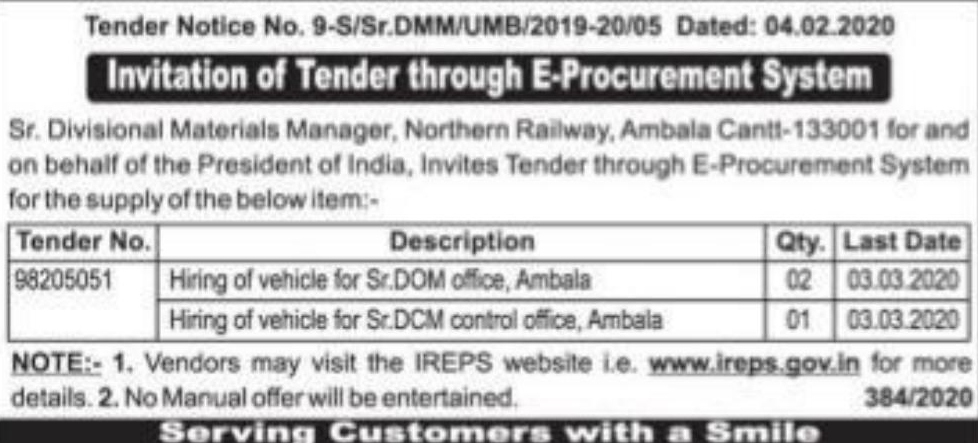 Tender Notice No. 9-S/Sr.DMM/UMB/2019-20/05 Dated: 04.02.2020
Invitation of Tender through E-Procurement System
Sr. Divisional Materials Manager, Northern Railway, Ambala Cantt-133001 for and
on behalf of the President of India, Invites Tender through E-Procurement System
for the supply of the below item:-
Tender No. Description Qty. Last Date
98205051 Hiring of vehicle for Sr.DOM office, Ambala 02 03.03.2020
Hiring of vehicle for Sr.DCM control office, Ambala 01 03.03.2020
NOTE:- 1. Vendors may visit the IREPS website i.e. www.ireps.gov.in for more
details. 2. No Manual offer will be entertained. 384/2020
Serving Customers with a Smile